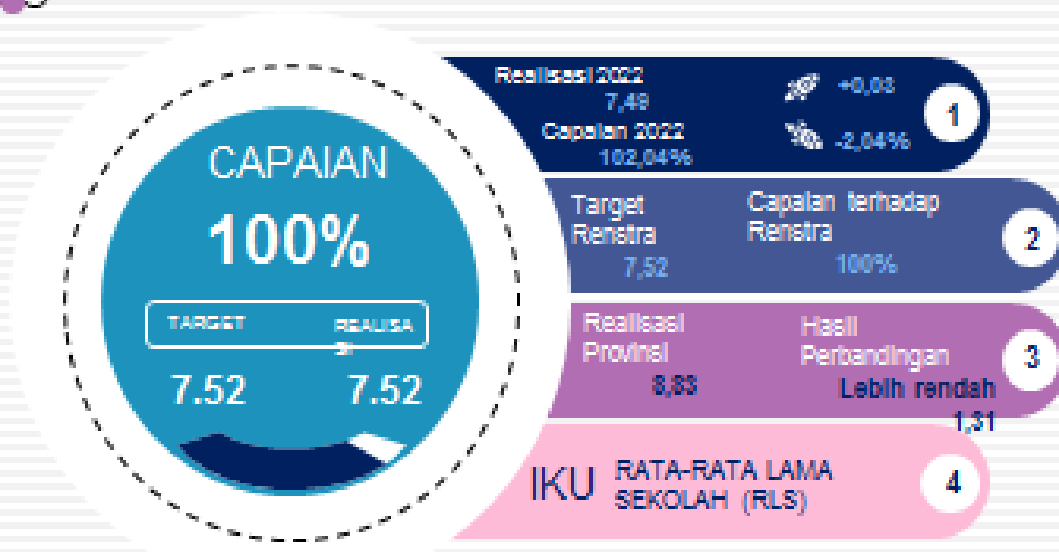 CAPAIAN
100%
TARGET
REALISA
SI
7.52
7.52
Realisasi 2022
7,49
Capaian 2022
102,04%
+0,03
-2,04%
1
Target
Renstra
7,52
Capaian terhadap
Renstra
100%
2
Realisasi
Provinsi
8,83
Hasil
Perbandingan
Lebih rendah
1,31
3
IKU
RATA-RATA LAMA
SEKOLAH (RLS)
4